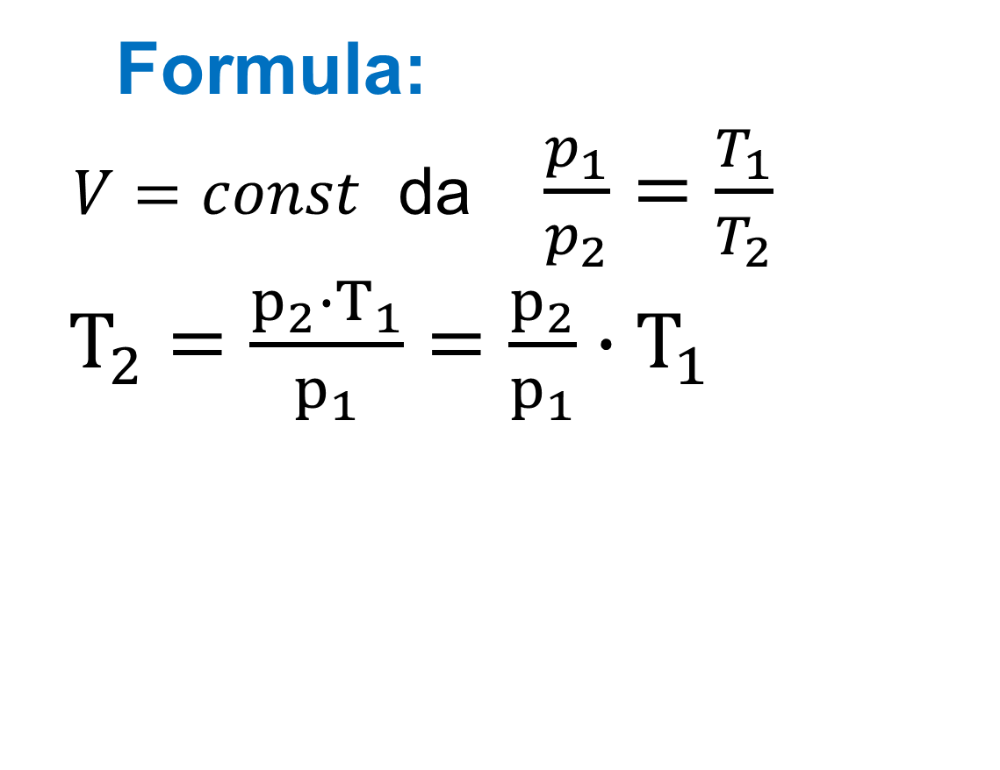 Formula:
V = const da p₁/p₂ = T₁/T₂
T₂ = p₂·T₁/p₁ = p₂/p₁ · T₁